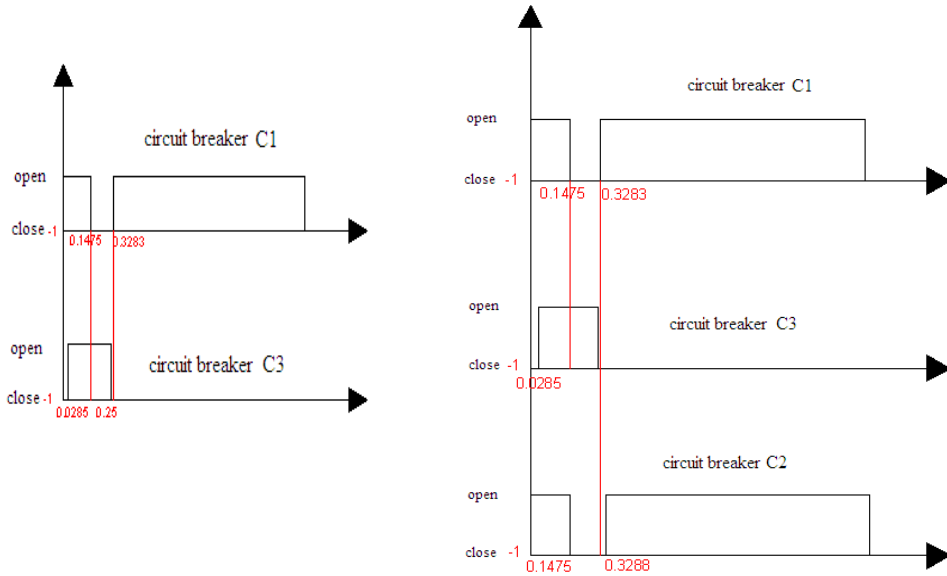 circuit breaker C1
open
close -1
0.1475
0.3283
open
circuit breaker C3
close -1
0.0285
0.25
circuit breaker C1
open
close -1
0.1475
0.3283
open
circuit breaker C3
close -1
0.0285
circuit breaker C2
open
close -1
0.1475
0.3288